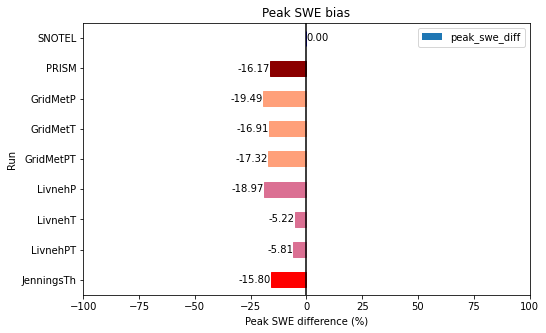 Peak SWE bias
peak_swe_diff
SNOTEL 0.00
PRISM -16.17
GridMetP -19.49
GridMetT -16.91
GridMetPT -17.32
LivnehP -18.97
LivnehT -5.22
LivnehPT -5.81
JenningsTh -15.80
Run
−100 −75 −50 −25 0 25 50 75 100
Peak SWE difference (%)